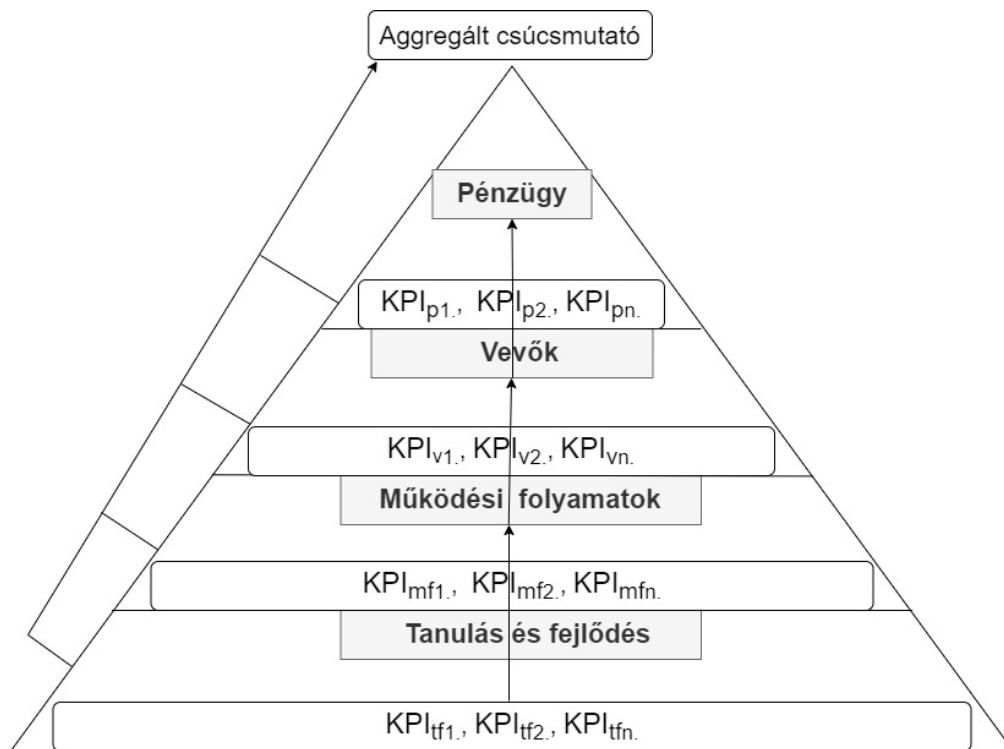 Aggregált csúcsmutató
Pénzügy
KPIp1., KPIp2., KPIpn.
Vevők
KPIv1., KPIv2., KPIvn.
Működési folyamatok
KPImf1., KPImf2., KPImfn.
Tanulás és fejlődés
KPItf1., KPItf2., KPItfn.